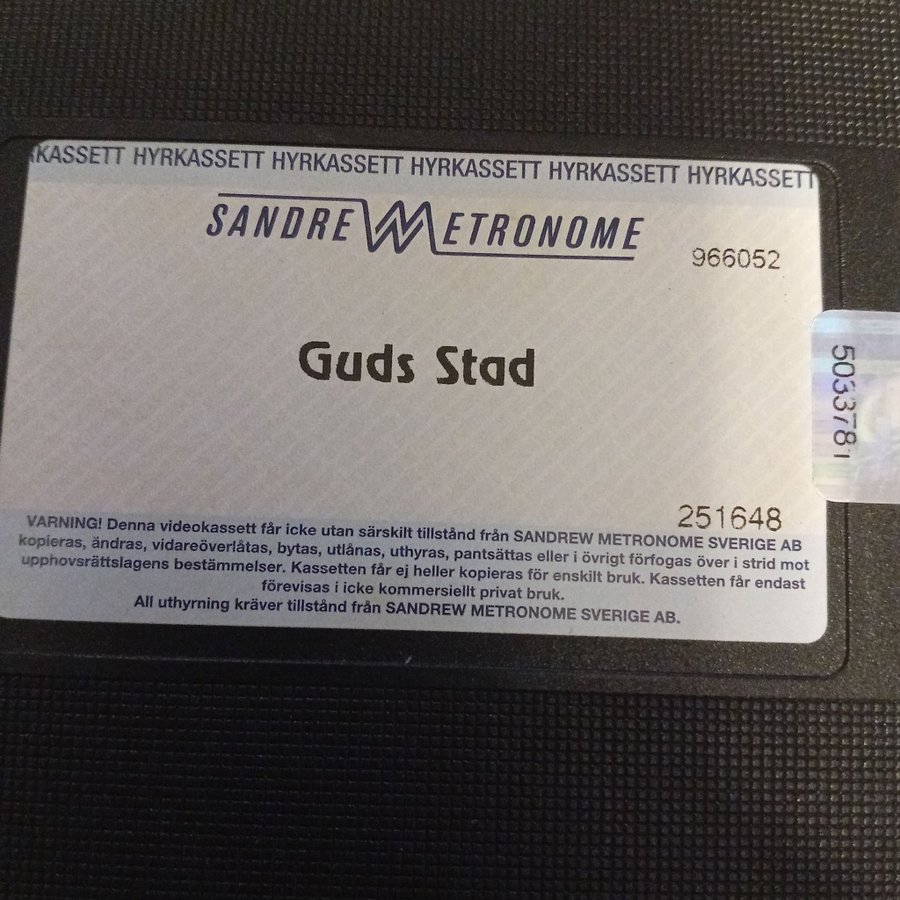 HYRKASSETT HYRKASSETT HYRKASSETT HYRKASSETT HYRKASSETT
SANDREW METRONOME
966052
Guds Stad
5033781
251648
VARNING! Denna videokassett får icke utan särskilt tillstånd från SANDREW METRONOME SVERIGE AB
kopieras, ändras, vidareöverlåtas, bytas, utlånas, uthyras, pantsättas eller i övrigt förfogas över i strid mot
upphovsrättslagens bestämmelser. Kassetten får ej heller kopieras för enskilt bruk. Kassetten får endast
förevisas i icke kommersiellt privat bruk.
All uthyrning kräver tillstånd från SANDREW METRONOME SVERIGE AB.